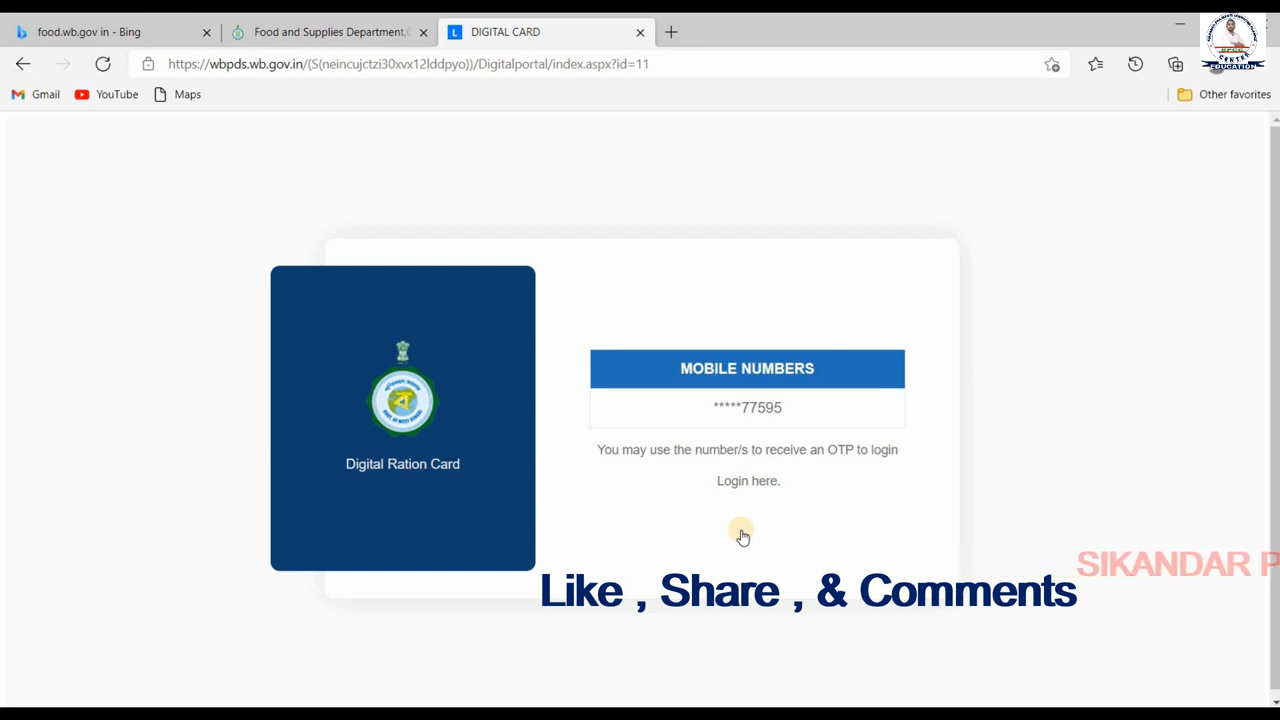 food.wb.gov in - Bing
Food and Supplies Department,
DIGITAL CARD
https://wbpds.wb.gov.in/(S(neincujctzi30xvx12lddpyo))/Digitalportal/index.aspx?id=11
Gmail
YouTube
Maps
Other favorites
CENTER
EDUCATION
MOBILE NUMBERS
*****77595
You may use the number/s to receive an OTP to login
Login here.
Digital Ration Card
SIKANDAR P
Like , Share , & Comments